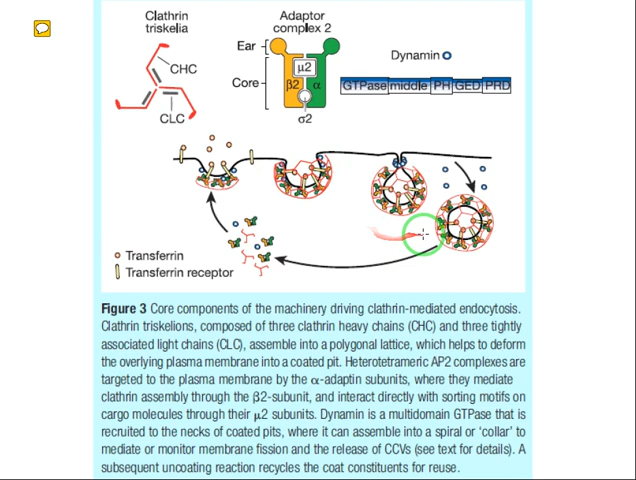 Clathrin
triskelia
CHC
CLC
Adaptor
complex 2
Ear
Core
μ2
β2
α
σ2
Dynamin
GTPase middle PH GED PRD
Transferrin
Transferrin receptor
Figure 3 Core components of the machinery driving clathrin-mediated endocytosis.
Clathrin triskelions, composed of three clathrin heavy chains (CHC) and three tightly
associated light chains (CLC), assemble into a polygonal lattice, which helps to deform
the overlying plasma membrane into a coated pit. Heterotetrameric AP2 complexes are
targeted to the plasma membrane by the α-adaptin subunits, where they mediate
clathrin assembly through the β2-subunit, and interact directly with sorting motifs on
cargo molecules through their μ2 subunits. Dynamin is a multidomain GTPase that is
recruited to the necks of coated pits, where it can assemble into a spiral or ‘collar’ to
mediate or monitor membrane fission and the release of CCVs (see text for details). A
subsequent uncoating reaction recycles the coat constituents for reuse.